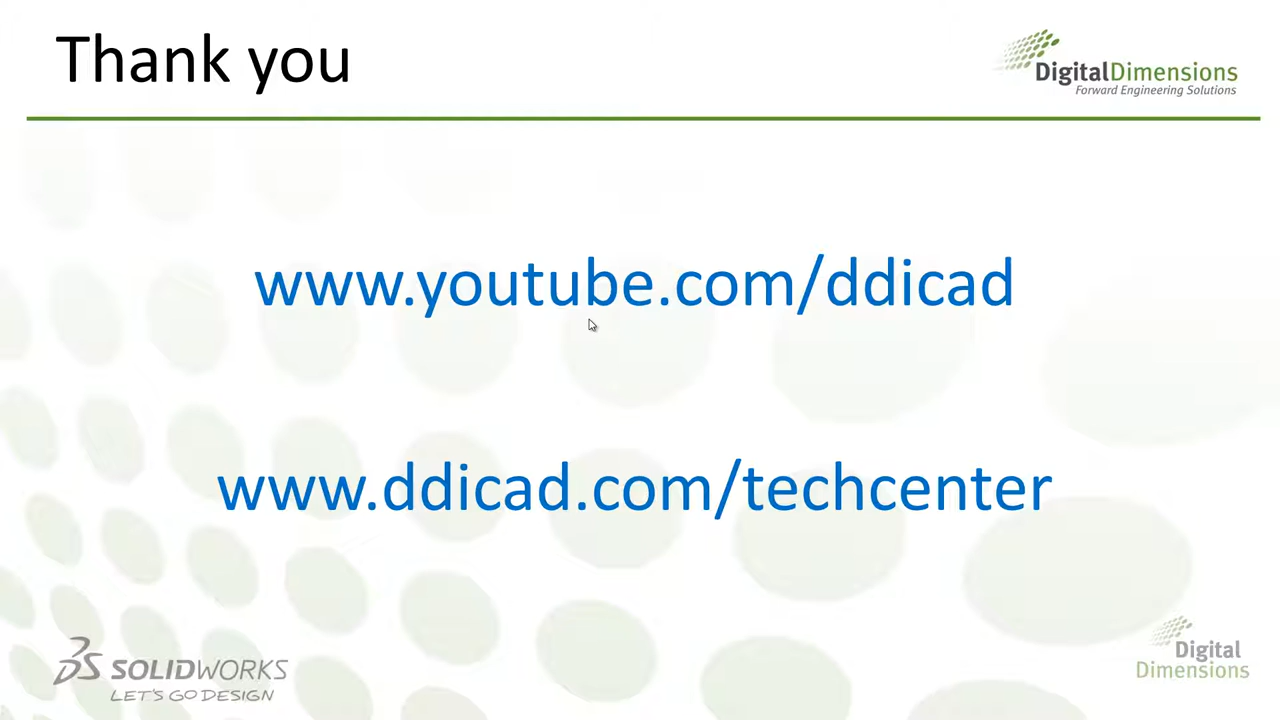 Thank you
DigitalDimensions
Forward Engineering Solutions
www.youtube.com/ddicad
www.ddicad.com/techcenter
SOLIDWORKS
LET'S GO DESIGN
Digital
Dimensions